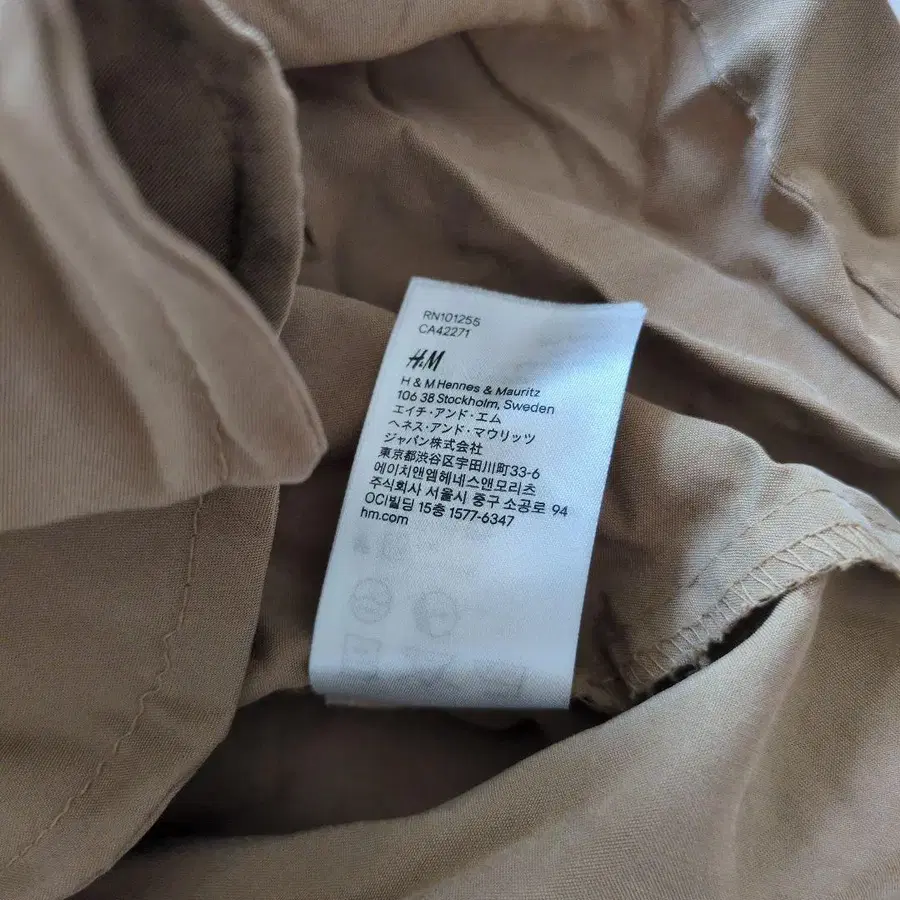 RN101255
CA42271
H&M
H & M Hennes & Mauritz
106 38 Stockholm, Sweden
エイチ・アンド・エム
ヘネス・アンド・マウリッツ
ジャパン株式会社
東京都渋谷区宇田川町33-6
에이치앤엠헤네스앤모리츠
주식회사 서울시 중구 소공로 94
OCI빌딩 15층 1577-6347
hm.com